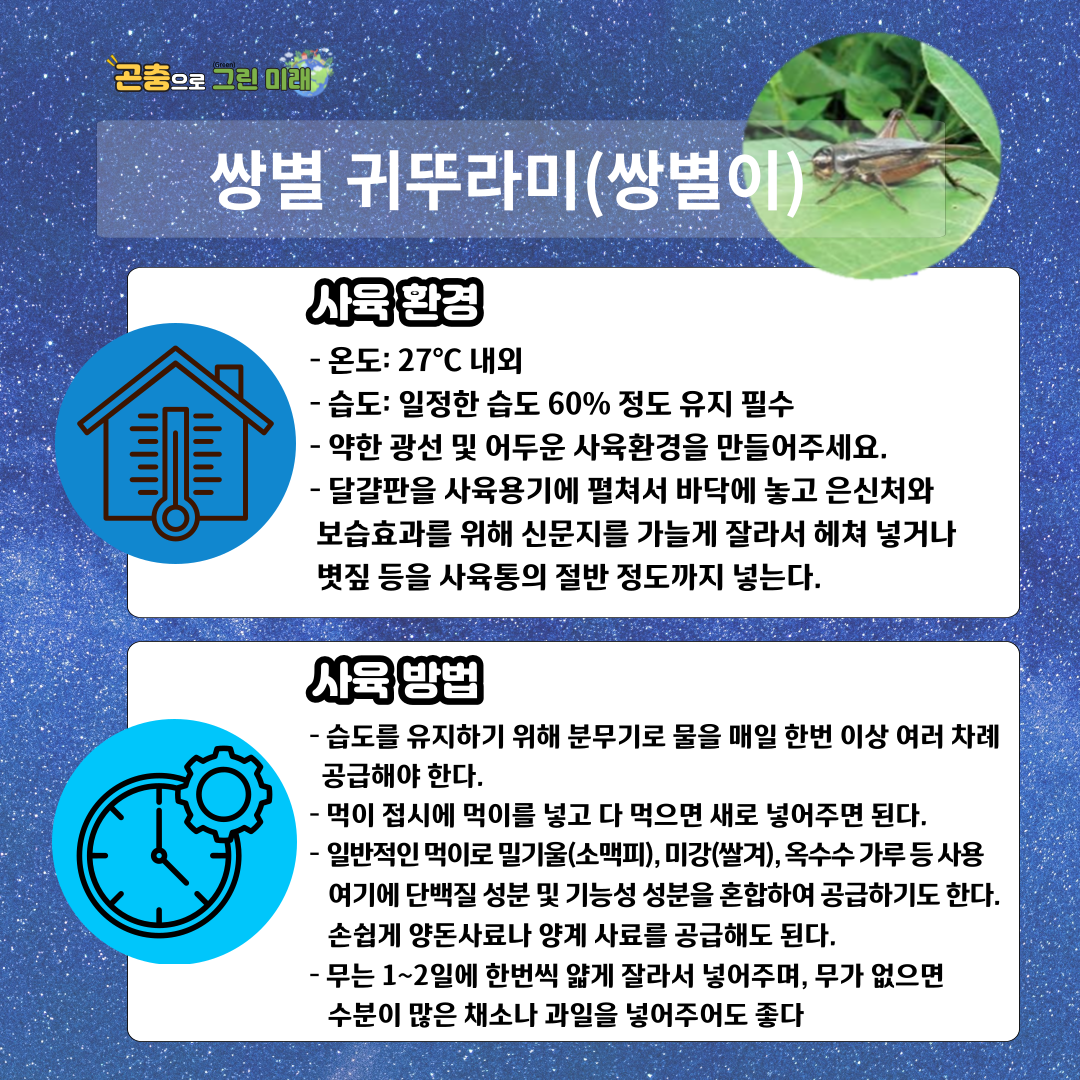 곤충으로 그린 미래
(Green)
쌍별 귀뚜라미(쌍별이)
사육 환경
- 온도: 27℃ 내외
- 습도: 일정한 습도 60% 정도 유지 필수
- 약한 광선 및 어두운 사육환경을 만들어주세요.
- 달걀판을 사육용기에 펼쳐서 바닥에 놓고 은신처와
보습효과를 위해 신문지를 가늘게 잘라서 헤쳐 넣거나
볏짚 등을 사육통의 절반 정도까지 넣는다.
사육 방법
- 습도를 유지하기 위해 분무기로 물을 매일 한번 이상 여러 차례
공급해야 한다.
- 먹이 접시에 먹이를 넣고 다 먹으면 새로 넣어주면 된다.
- 일반적인 먹이로 밀기울(소맥피), 미강(쌀겨), 옥수수 가루 등 사용
여기에 단백질 성분 및 기능성 성분을 혼합하여 공급하기도 한다.
손쉽게 양돈사료나 양계 사료를 공급해도 된다.
- 무는 1~2일에 한번씩 얇게 잘라서 넣어주며, 무가 없으면
수분이 많은 채소나 과일을 넣어주어도 좋다